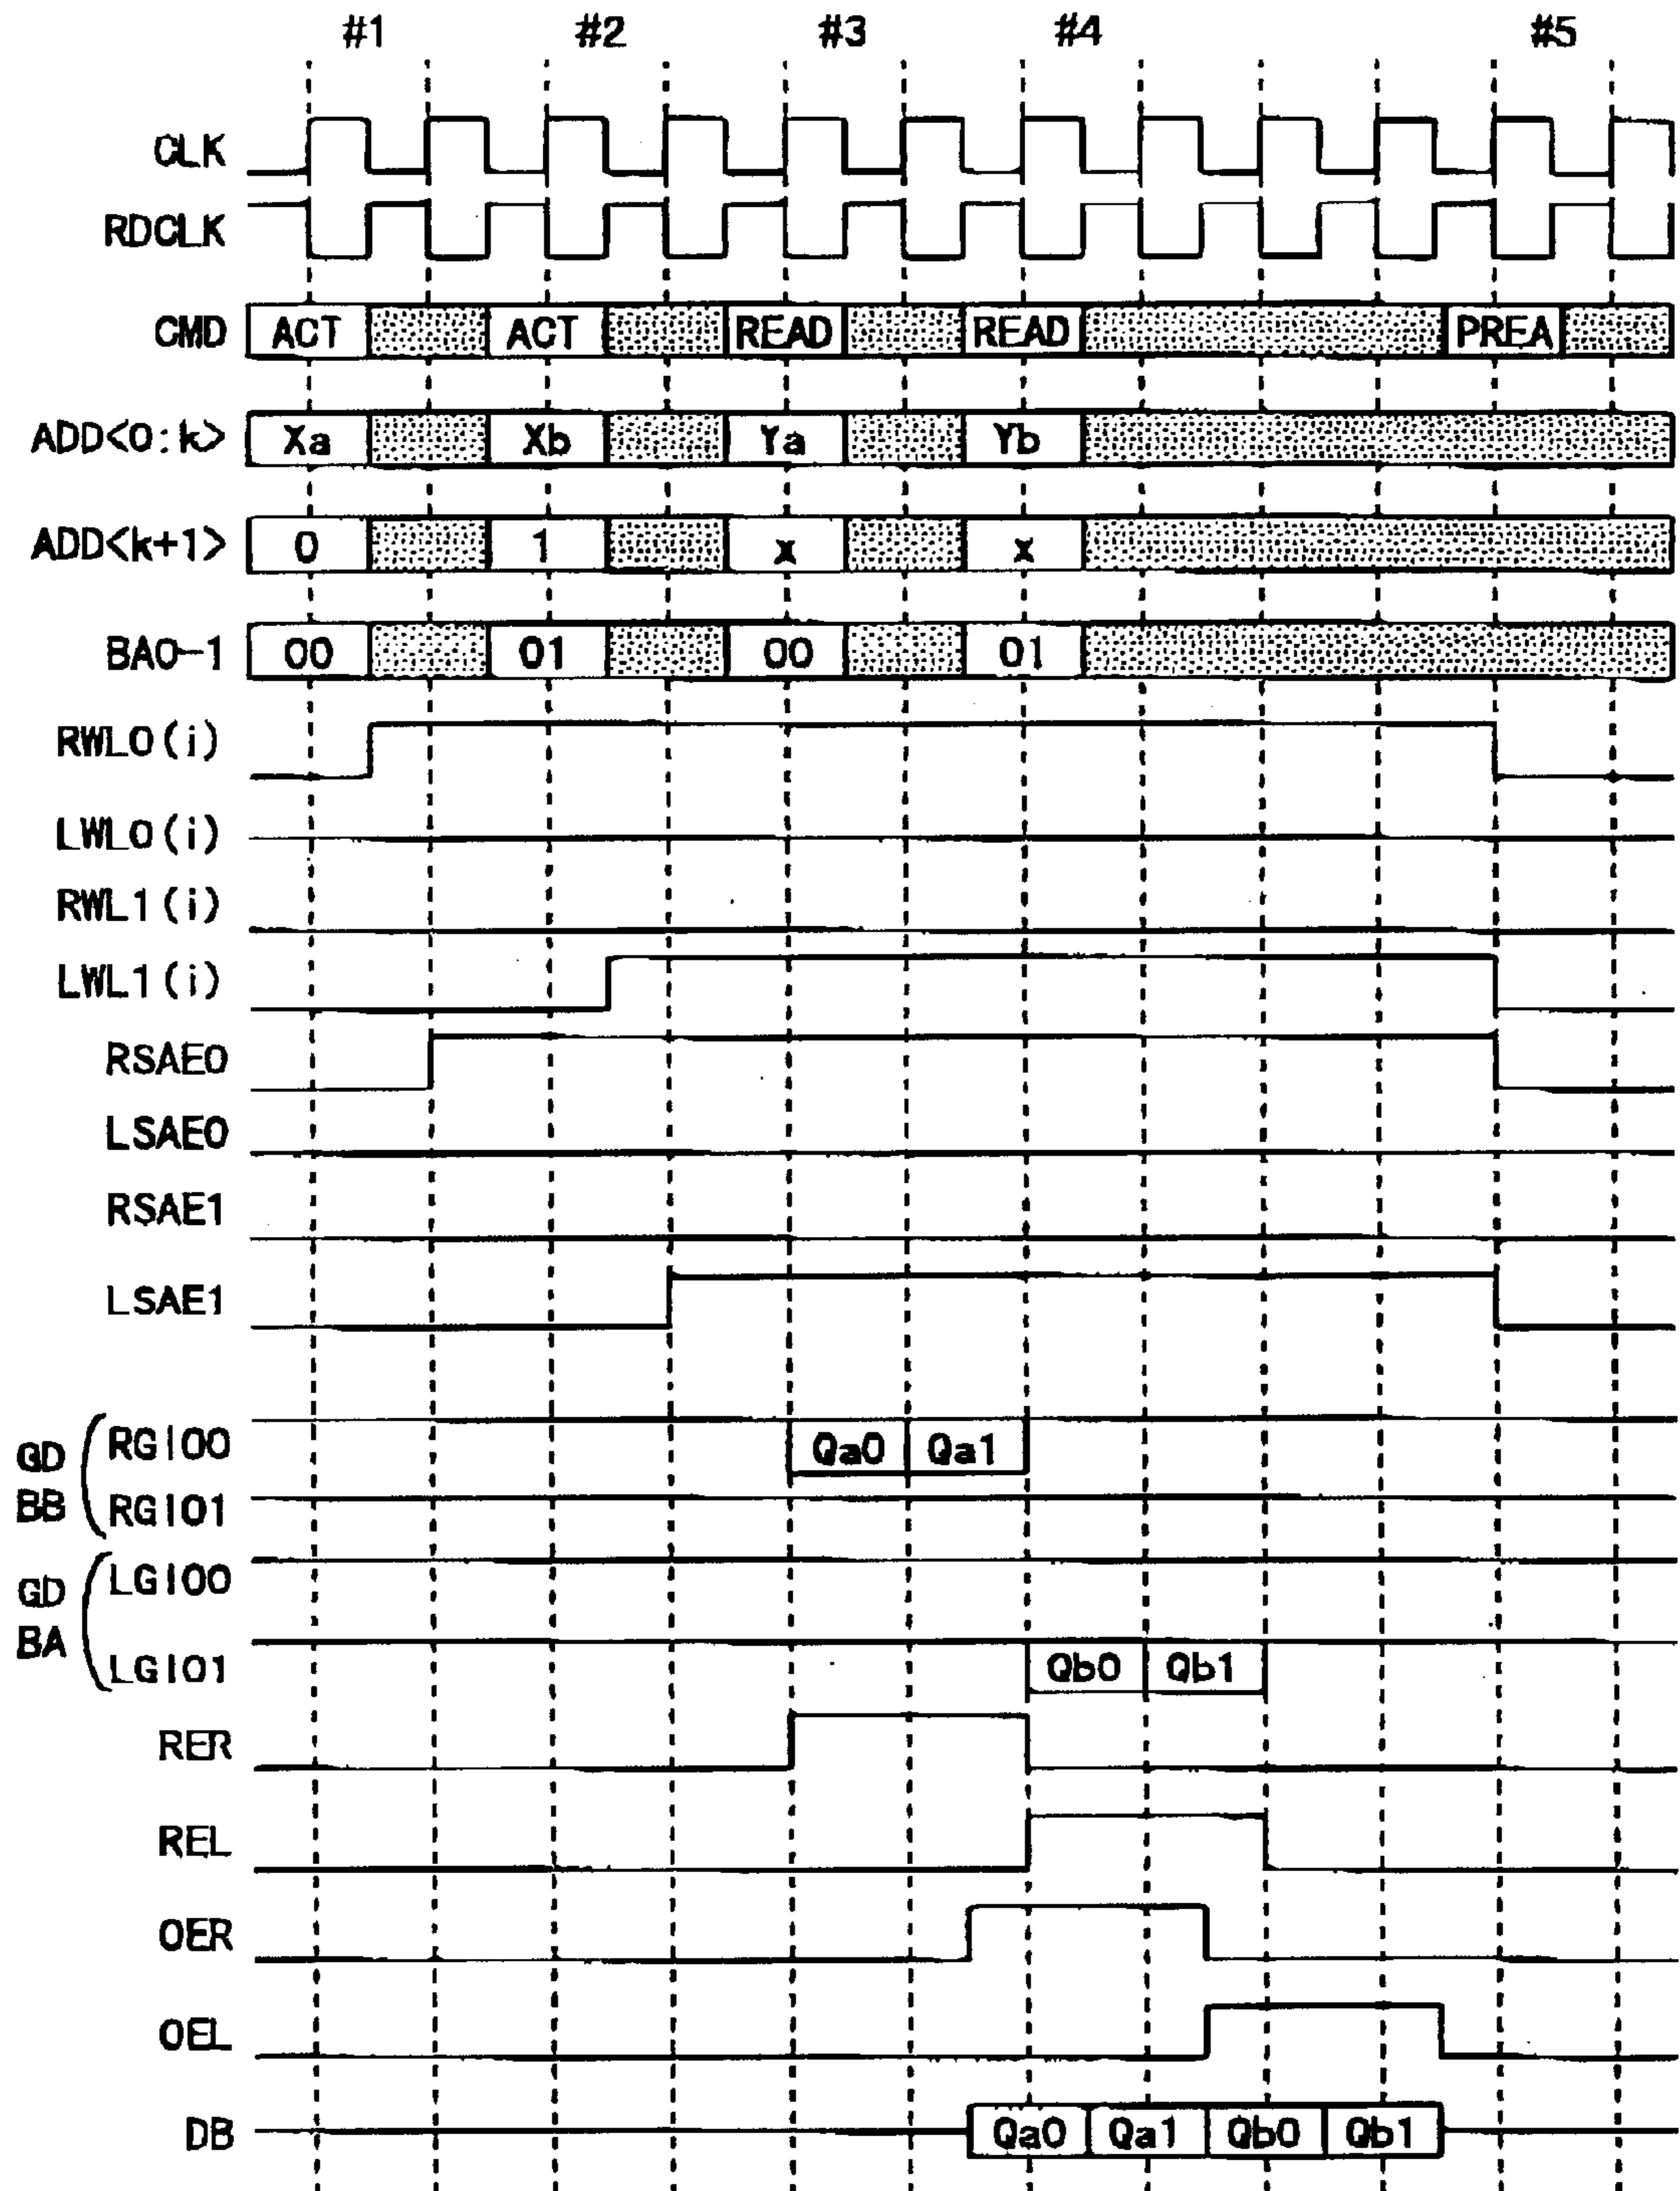 #1 #2 #3 #4 #5
CLK
RDCLK
CMD ACT ACT READ READ PREA
ADD<0:k> Xa Xb Ya Yb
ADD<k+1> 0 1 x x
BA0-1 00 01 00 01
RWL0(i)
LWL0(i)
RWL1(i)
LWL1(i)
RSAE0
LSAE0
RSAE1
LSAE1
GD BB RGIO0 Qa0 Qa1
RGIO1
GD BA LGIO0
LGIO1 Qb0 Qb1
RER
REL
OER
OEL
DB Qa0 Qa1 Qb0 Qb1